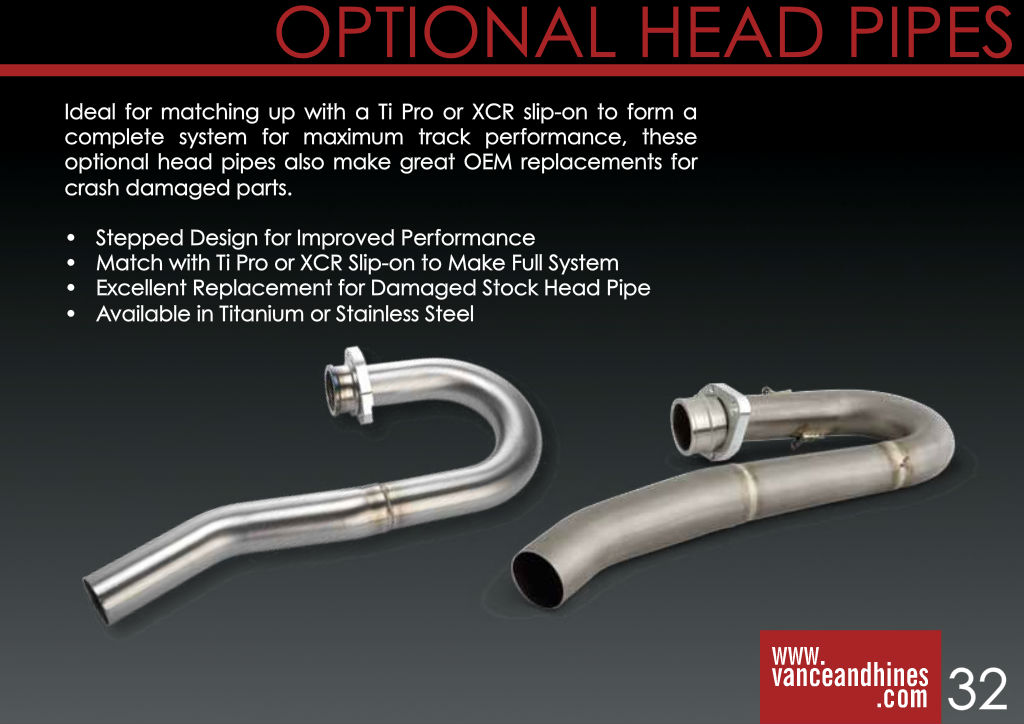 OPTIONAL HEAD PIPES
Ideal for matching up with a Ti Pro or XCR slip-on to form a
complete system for maximum track performance, these
optional head pipes also make great OEM replacements for
crash damaged parts.
• Stepped Design for Improved Performance
• Match with Ti Pro or XCR Slip-on to Make Full System
• Excellent Replacement for Damaged Stock Head Pipe
• Available in Titanium or Stainless Steel
www.
vanceandhines
.com
32